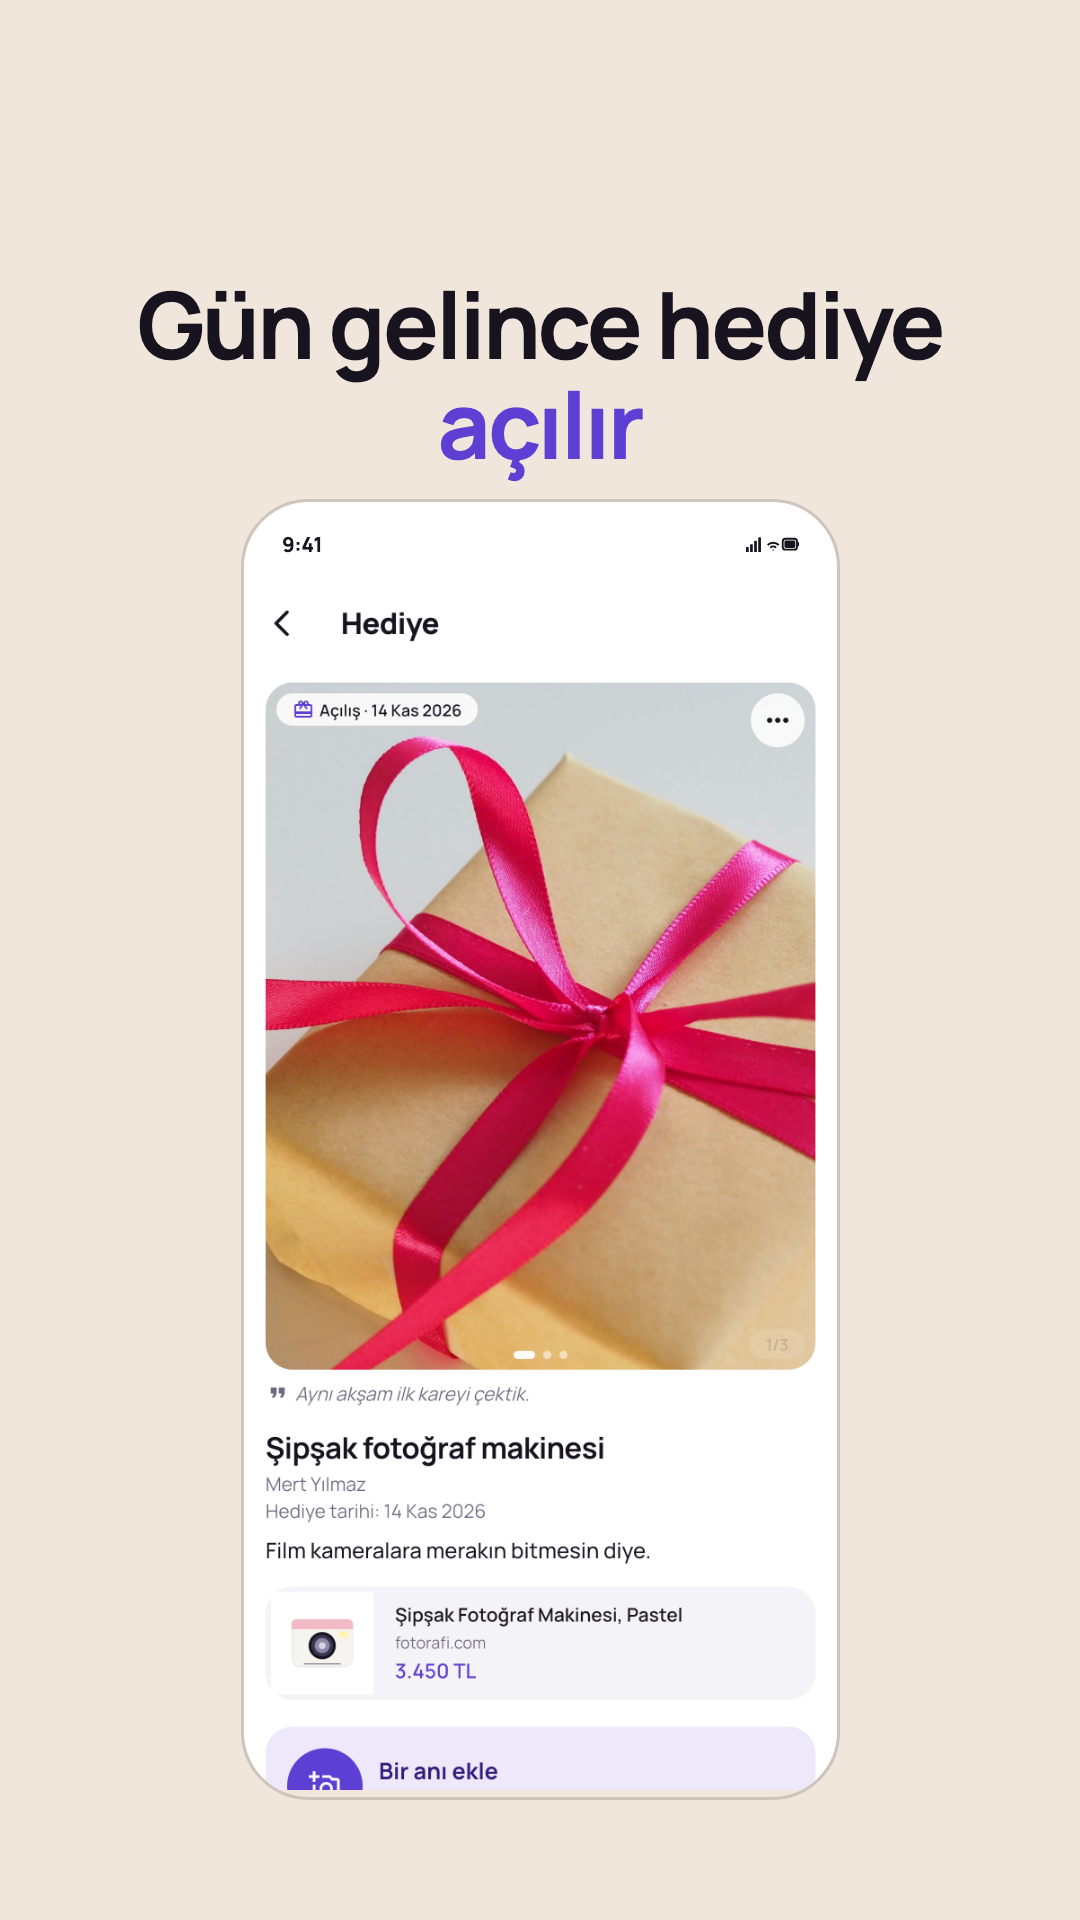 Gün gelince hediye
açılır
9:41
Hediye
Açılış · 14 Kas 2026
1/3
Aynı akşam ilk kareyi çektik.
Şipşak fotoğraf makinesi
Mert Yılmaz
Hediye tarihi: 14 Kas 2026
Film kameralara merakın bitmesin diye.
Şipşak Fotoğraf Makinesi, Pastel
fotorafi.com
3.450 TL
Bir anı ekle